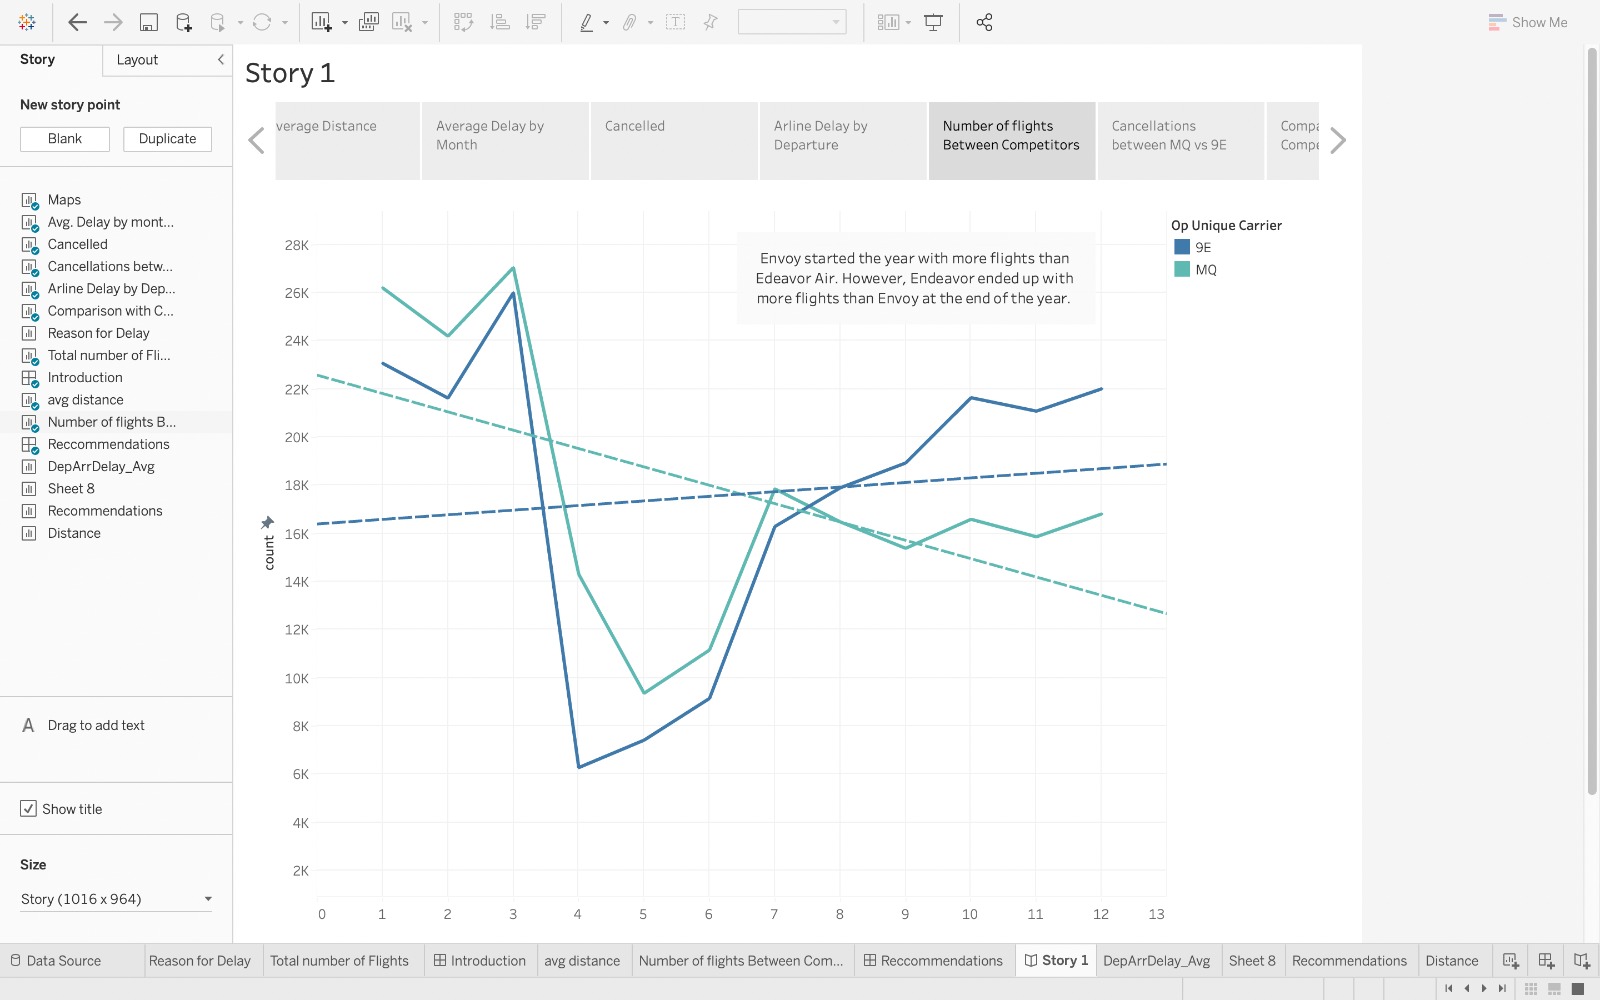 Show Me
Story
Layout
New story point
Blank
Duplicate
Maps
Avg. Delay by mont...
Cancelled
Cancellations betw...
Arline Delay by Dep...
Comparison with C...
Reason for Delay
Total number of Fli...
Introduction
avg distance
Number of flights B...
Reccommendations
DepArrDelay_Avg
Sheet 8
Recommendations
Distance
A Drag to add text
Show title
Size
Story (1016 x 964)
Story 1
verage Distance
Average Delay by
Month
Cancelled
Arline Delay by
Departure
Number of flights
Between Competitors
Cancellations
between MQ vs 9E
Compa
Compe
Envoy started the year with more flights than
Edeavor Air. However, Endeavor ended up with
more flights than Envoy at the end of the year.
Op Unique Carrier
9E
MQ
28K
26K
24K
22K
20K
18K
16K
14K
12K
10K
8K
6K
4K
2K
count
0 1 2 3 4 5 6 7 8 9 10 11 12 13
Data Source Reason for Delay Total number of Flights Introduction avg distance Number of flights Between Com... Reccommendations Story 1 DepArrDelay_Avg Sheet 8 Recommendations Distance